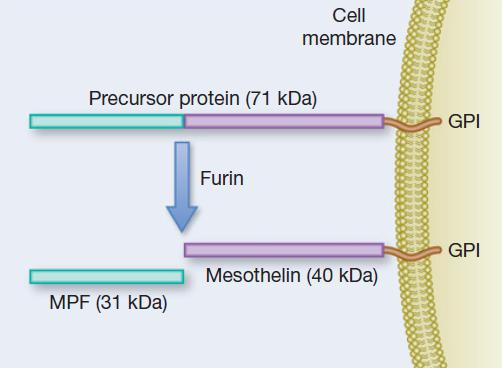 Cell
membrane
Precursor protein (71 kDa)
GPI
Furin
GPI
Mesothelin (40 kDa)
MPF (31 kDa)